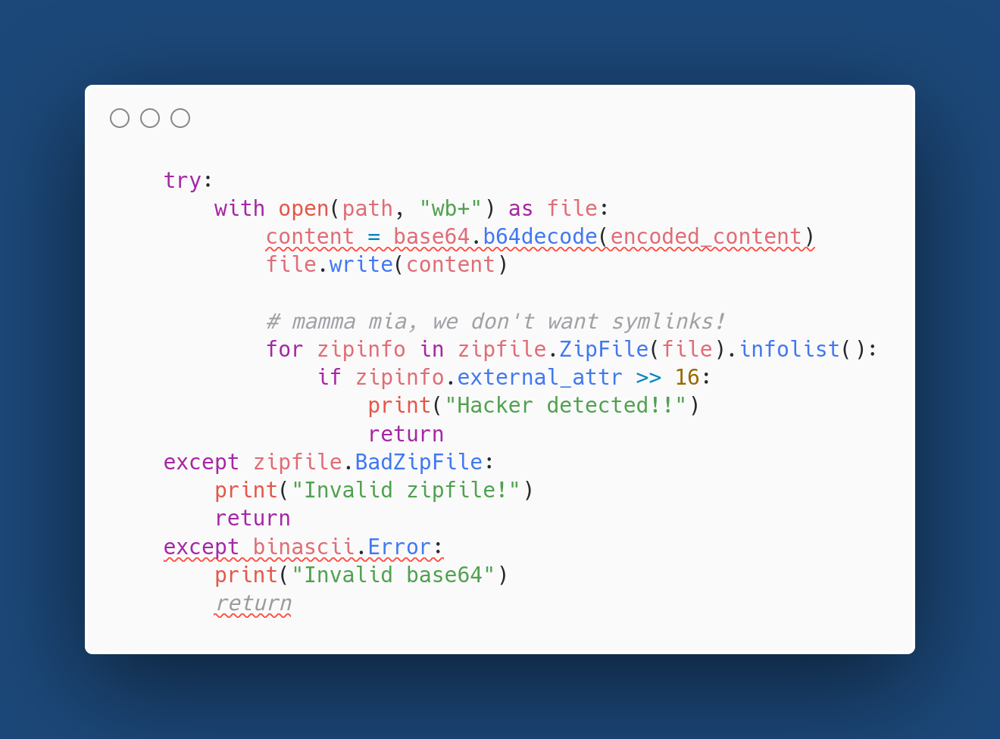 try:
    with open(path, "wb+") as file:
        content = base64.b64decode(encoded_content)
        file.write(content)

        # mamma mia, we don't want symlinks!
        for zipinfo in zipfile.ZipFile(file).infolist():
            if zipinfo.external_attr >> 16:
                print("Hacker detected!!")
                return
except zipfile.BadZipFile:
    print("Invalid zipfile!")
    return
except binascii.Error:
    print("Invalid base64")
    return